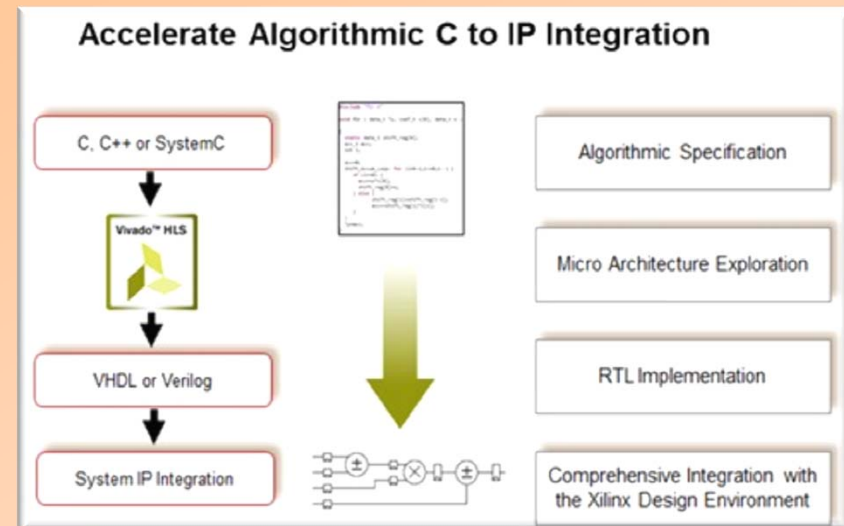 Accelerate Algorithmic C to IP Integration
C, C++ or SystemC
Vivado™ HLS
VHDL or Verilog
System IP Integration
Algorithmic Specification
Micro Architecture Exploration
RTL Implementation
Comprehensive Integration with
the Xilinx Design Environment